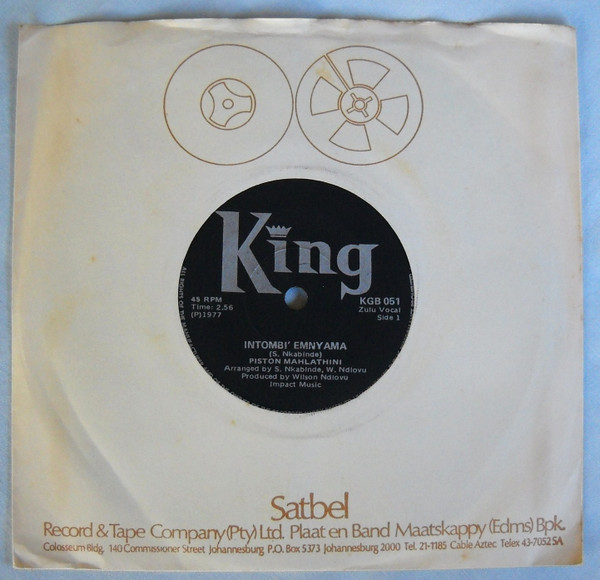 King
45 RPM
Time: 2.56
(P)1977
KGB 051
Zulu Vocal
Side 1
INTOMBI' EMNYAMA
(S. Nkabinde)
PISTON MAHLATHINI
Arranged by S. Nkabinde, W. Ndlovu
Produced by Wilson Ndlovu
Impact Music
Satbel
Record & Tape Company (Pty) Ltd. Plaat en Band Maatskappy (Edms) Bpk.
Colosseum Bldg. 140 Commissioner Street Johannesburg P.O. Box 5373 Johannesburg 2000 Tel. 21-1185 Cable Aztec Telex 43-7052 SA